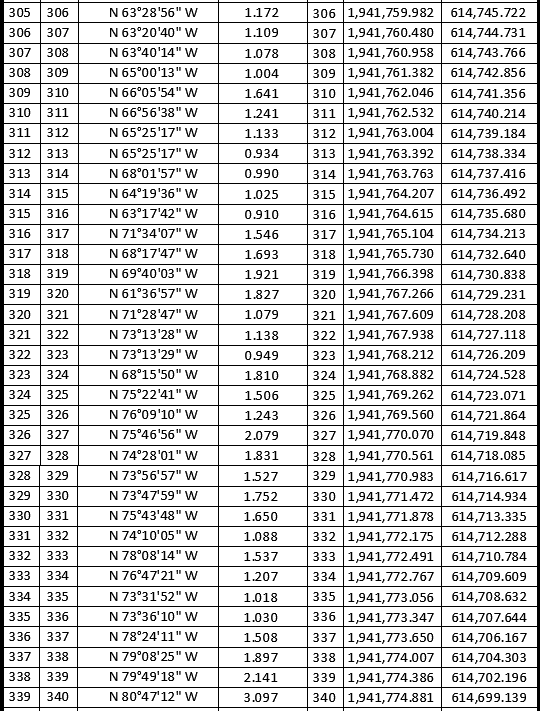 305 306 N 63°28'56" W 1.172 306 1,941,759.982 614,745.722
306 307 N 63°20'40" W 1.109 307 1,941,760.480 614,744.731
307 308 N 63°40'14" W 1.078 308 1,941,760.958 614,743.766
308 309 N 65°00'13" W 1.004 309 1,941,761.382 614,742.856
309 310 N 66°05'54" W 1.641 310 1,941,762.046 614,741.356
310 311 N 66°56'38" W 1.241 311 1,941,762.532 614,740.214
311 312 N 65°25'17" W 1.133 312 1,941,763.004 614,739.184
312 313 N 65°25'17" W 0.934 313 1,941,763.392 614,738.334
313 314 N 68°01'57" W 0.990 314 1,941,763.763 614,737.416
314 315 N 64°19'36" W 1.025 315 1,941,764.207 614,736.492
315 316 N 63°17'42" W 0.910 316 1,941,764.615 614,735.680
316 317 N 71°34'07" W 1.546 317 1,941,765.104 614,734.213
317 318 N 68°17'47" W 1.693 318 1,941,765.730 614,732.640
318 319 N 69°40'03" W 1.921 319 1,941,766.398 614,730.838
319 320 N 61°36'57" W 1.827 320 1,941,767.266 614,729.231
320 321 N 71°28'47" W 1.079 321 1,941,767.609 614,728.208
321 322 N 73°13'29" W 1.138 322 1,941,767.938 614,727.118
322 323 N 73°13'28" W 0.949 323 1,941,768.212 614,726.209
323 324 N 68°15'50" W 1.810 324 1,941,768.882 614,724.528
324 325 N 75°22'41" W 1.506 325 1,941,769.262 614,723.071
325 326 N 76°09'10" W 1.243 326 1,941,769.560 614,721.864
326 327 N 75°46'56" W 2.079 327 1,941,770.070 614,719.848
327 328 N 74°28'01" W 1.831 328 1,941,770.561 614,718.085
328 329 N 73°56'57" W 1.527 329 1,941,770.983 614,716.617
329 330 N 73°47'59" W 1.752 330 1,941,771.472 614,714.934
330 331 N 75°43'48" W 1.650 331 1,941,771.878 614,713.335
331 332 N 74°10'05" W 1.088 332 1,941,772.175 614,712.288
332 333 N 78°08'14" W 1.537 333 1,941,772.491 614,710.784
333 334 N 76°47'21" W 1.207 334 1,941,772.767 614,709.609
334 335 N 73°31'52" W 1.018 335 1,941,773.056 614,708.632
335 336 N 73°36'10" W 1.030 336 1,941,773.347 614,707.644
336 337 N 78°24'11" W 1.508 337 1,941,773.650 614,706.167
337 338 N 79°08'25" W 1.897 338 1,941,774.007 614,704.303
338 339 N 79°49'18" W 2.141 339 1,941,774.386 614,702.196
339 340 N 80°47'12" W 3.097 340 1,941,774.881 614,699.139